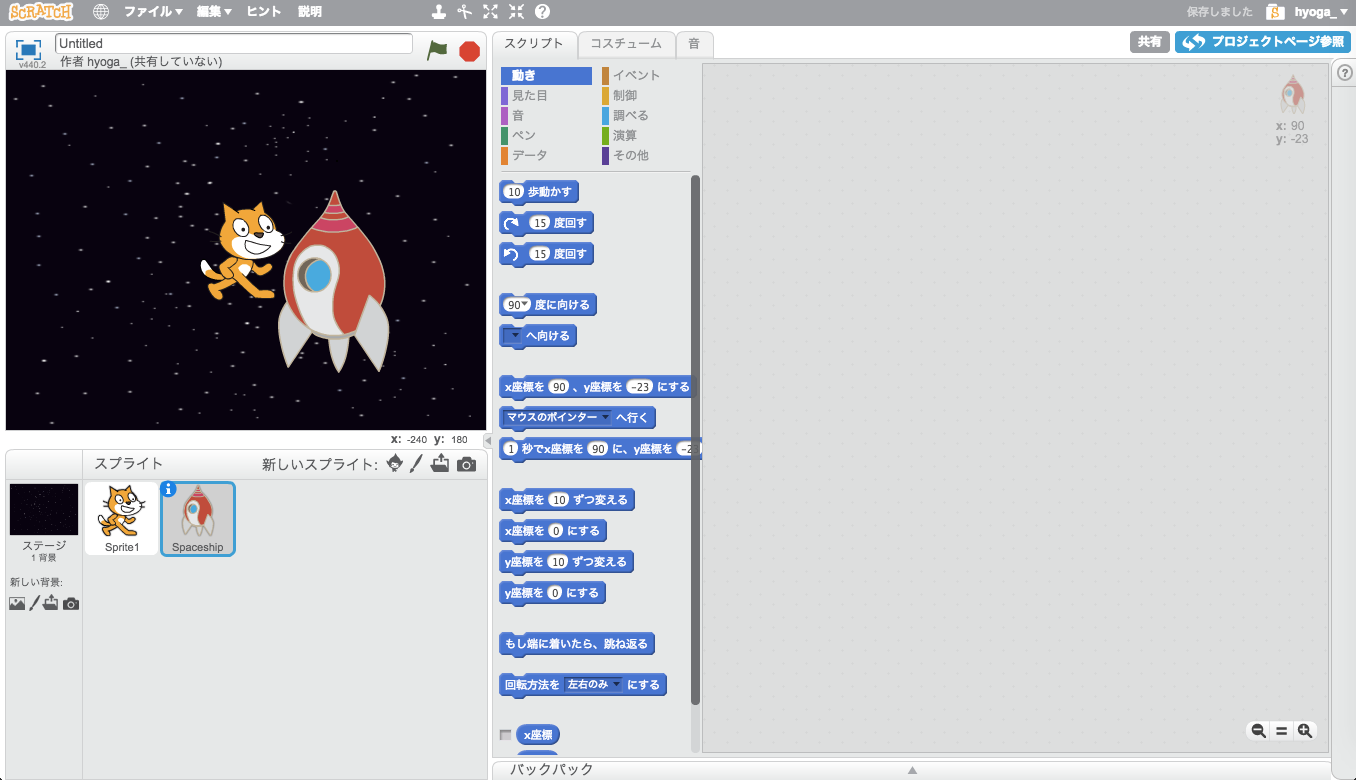 SCRATCH ファイル▼ 編集▼ ヒント 説明 ? 保存しました S hyoga_▼
v440.2
Untitled
作者 hyoga_ (共有していない)
x: -240 y: 180
スプライト 新しいスプライト:
ステージ
1 背景
新しい背景:
Sprite1
i
Spaceship
スクリプト コスチューム 音
共有 プロジェクトページ参照
動き イベント
見た目 制御
音 調べる
ペン 演算
データ その他
10 歩動かす
15 度回す
15 度回す
90▼ 度に向ける
へ向ける
x座標を 90 、y座標を -23 にする
マウスのポインター へ行く
1 秒でx座標を 90 に、y座標を
x座標を 10 ずつ変える
x座標を 0 にする
y座標を 10 ずつ変える
y座標を 0 にする
もし端に着いたら、跳ね返る
回転方法を 左右のみ にする
x座標
x: 90
y: -23
?
バックパック